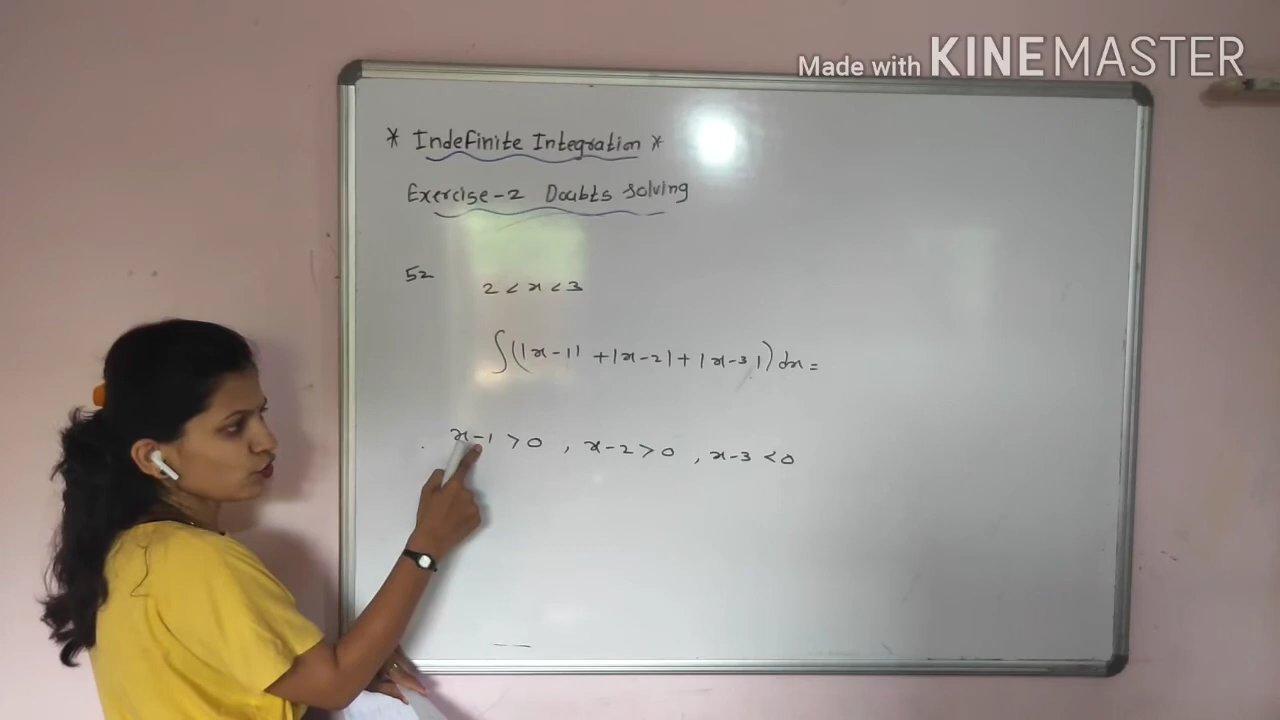 Made with KINEMASTER
* Indefinite Integration *
Exercise-2 Doubts solving
52
2 < x < 3
∫(|x-1| + |x-2| + |x-3|) dx =
x-1 > 0 , x-2 > 0 , x-3 < 0